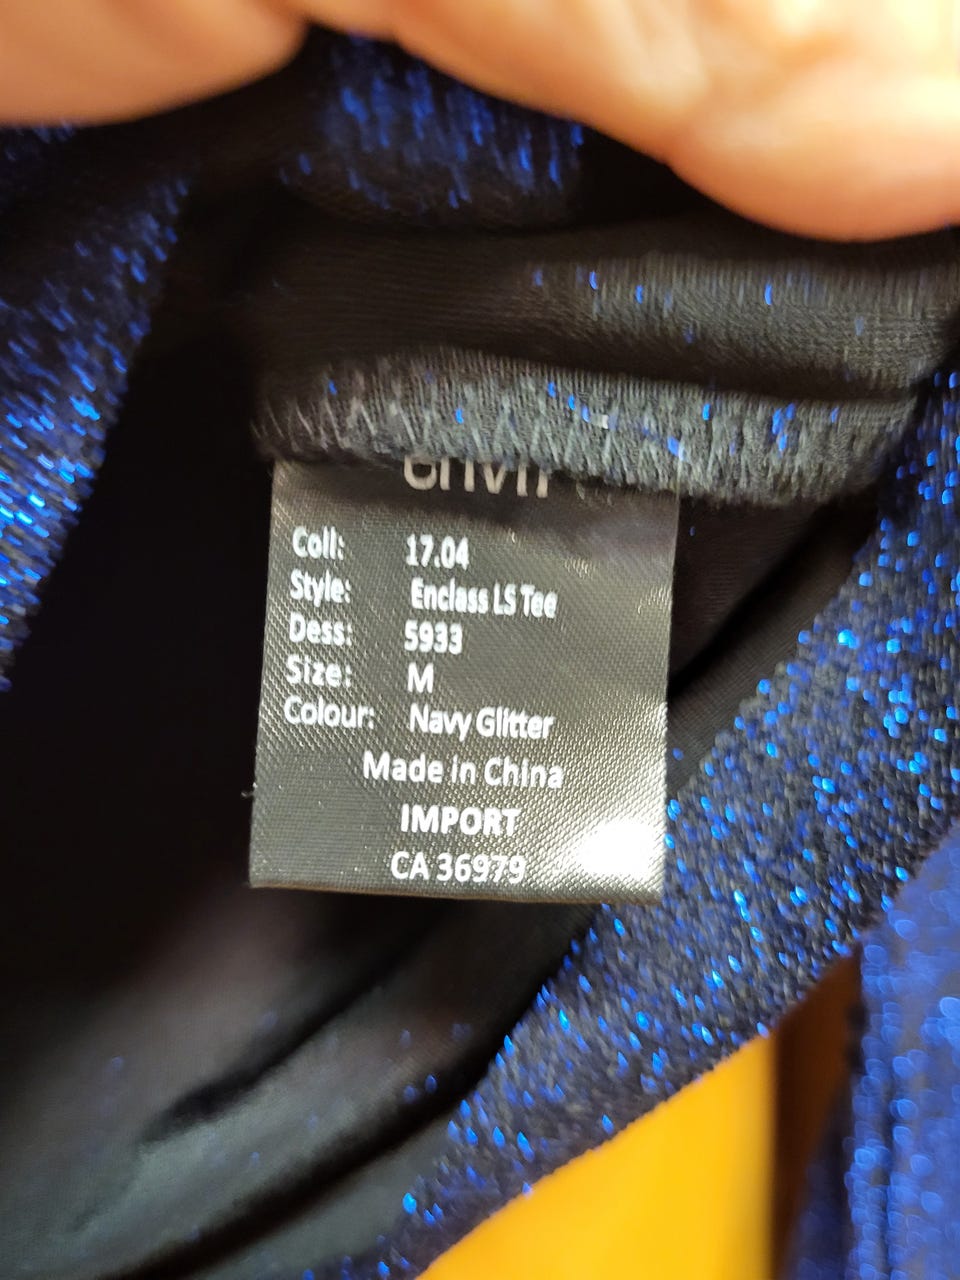 Coll: 17.04
Style: Enclass LS Tee
Dess: 5933
Size: M
Colour: Navy Glitter
Made in China
IMPORT
CA 36979